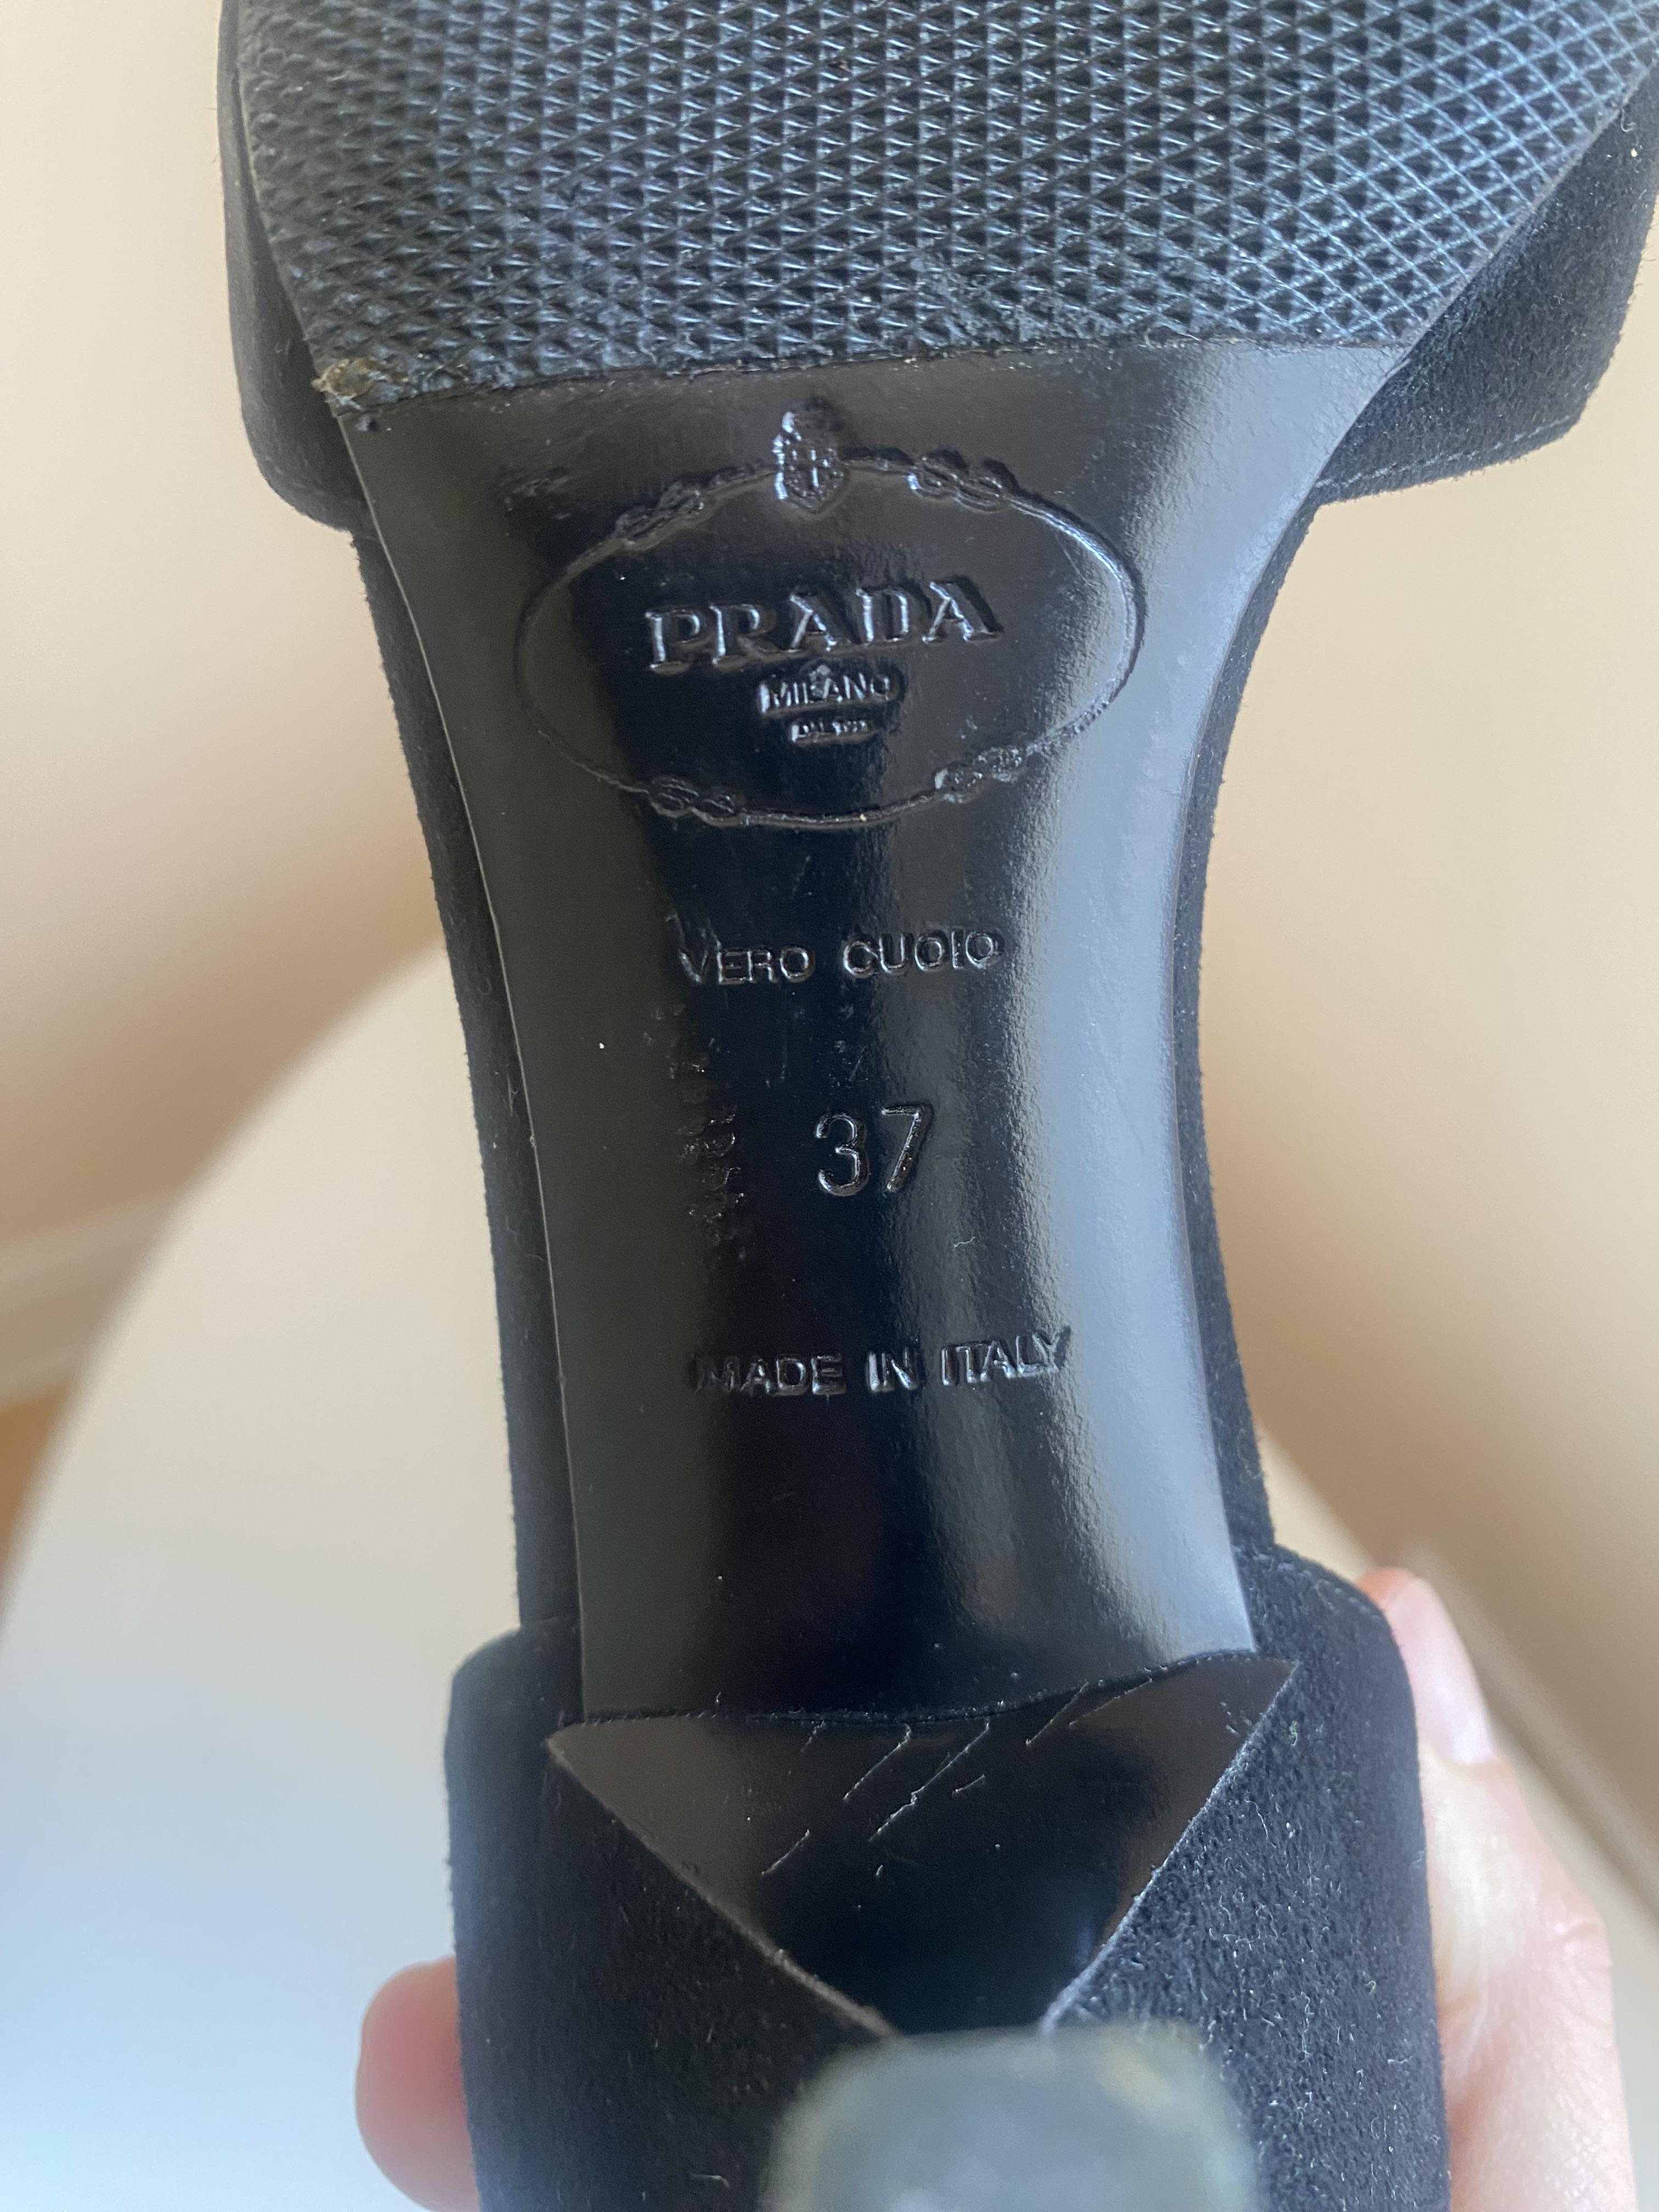 PRADA
MILANO
VERO CUOIO
37
MADE IN ITALY